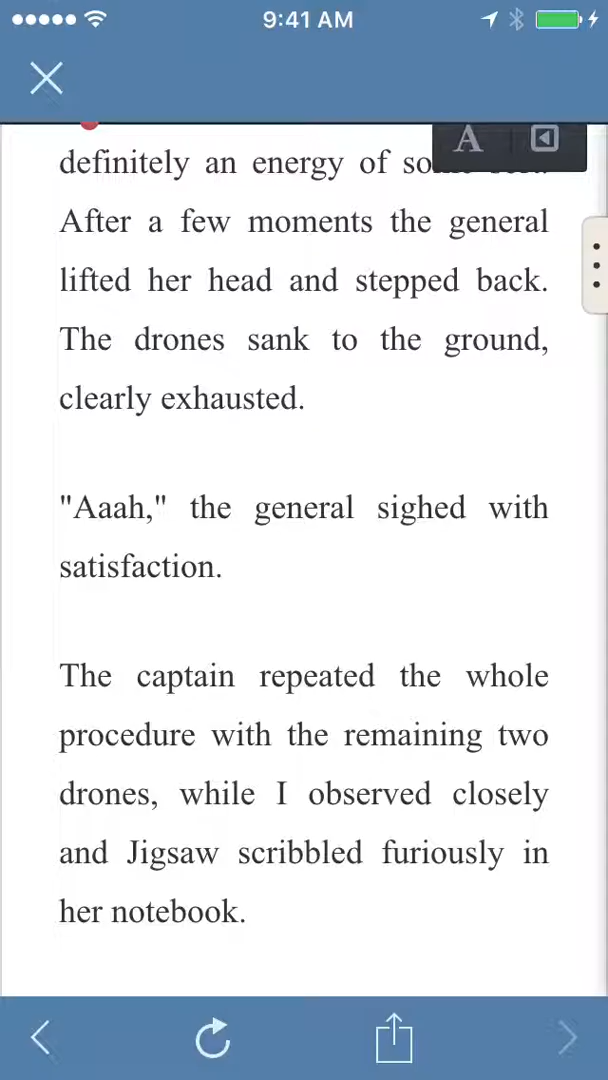 9:41 AM
A
definitely an energy of
After a few moments the general
lifted her head and stepped back.
The drones sank to the ground,
clearly exhausted.
"Aaah," the general sighed with
satisfaction.
The captain repeated the whole
procedure with the remaining two
drones, while I observed closely
and Jigsaw scribbled furiously in
her notebook.